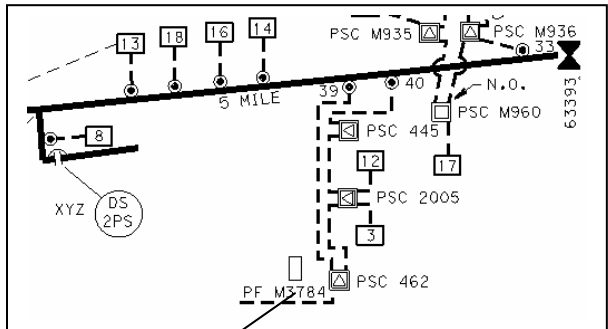 PSC M935
PSC M936
13
18
16
14
33
39
40
5 MILE
N.O.
63393
PSC M960
PSC 445
8
12
17
XYZ
DS
2PS
PSC 2005
3
PSC 462
PF M3784